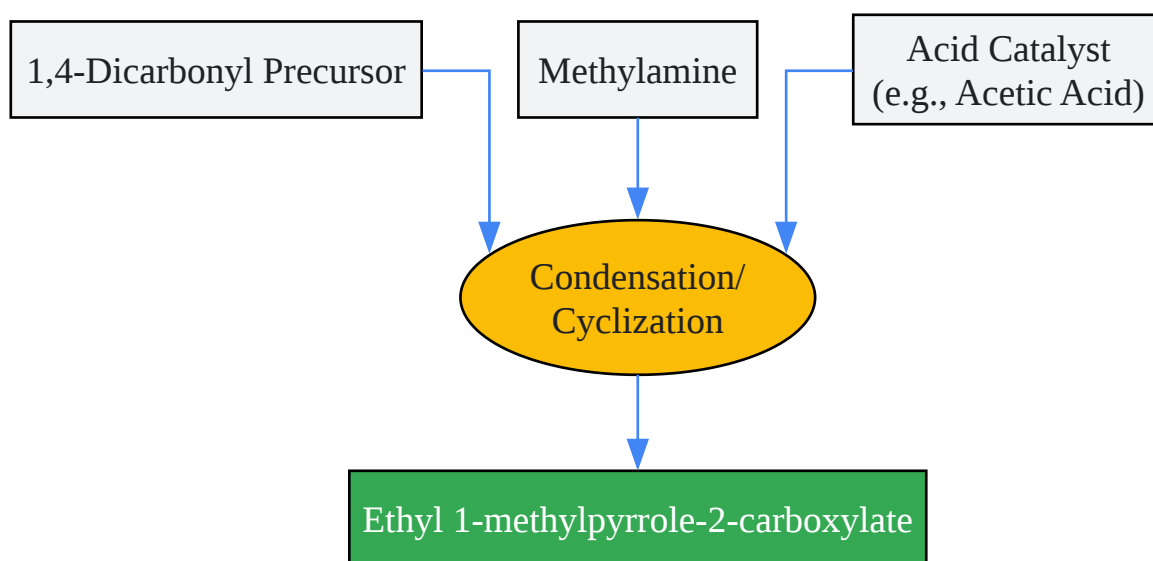 1,4-Dicarbonyl Precursor
Methylamine
Acid Catalyst
(e.g., Acetic Acid)
Condensation/
Cyclization
Ethyl 1-methylpyrrole-2-carboxylate